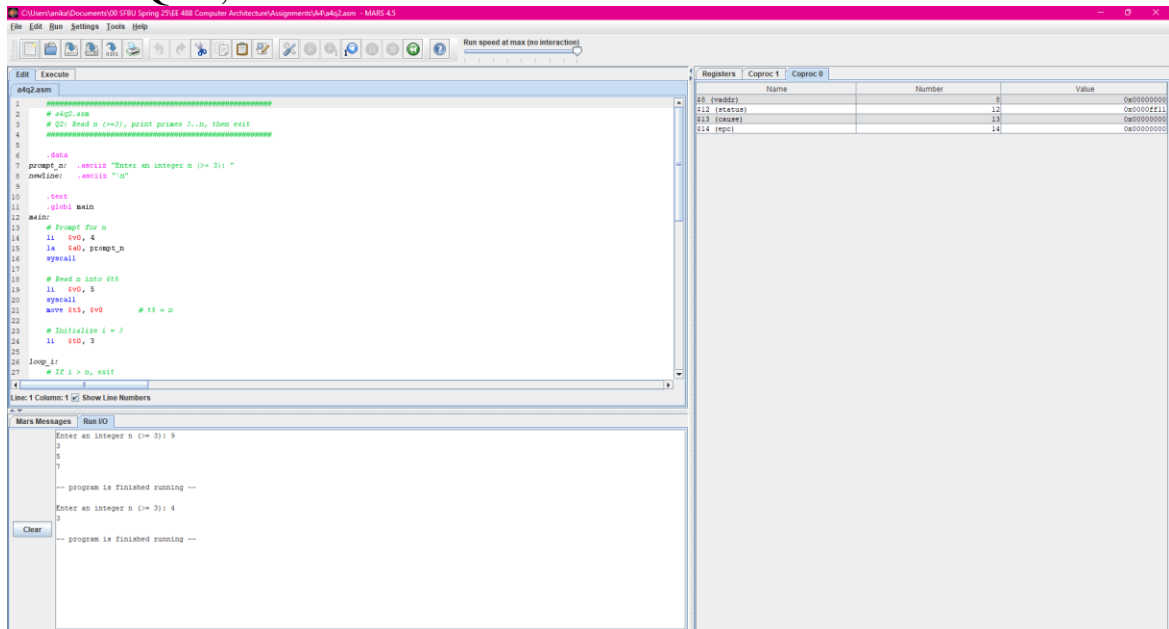 C:\Users\anika\Documents\00 SFBU Spring 25\EE 488 Computer Architecture\Assignments\A4\a4q2.asm - MARS 4.5
File Edit Run Settings Tools Help
Run speed at max (no interaction)
Edit Execute
a4q2.asm
1 ##################################################
2 # a4q2.asm
3 # Q2: Read n (>=3), print primes 3..n, then exit
4 ##################################################
5
6 .data
7 prompt_n: .asciiz "Enter an integer n (>= 3): "
8 newline: .asciiz "\n"
9
10 .text
11 .globl main
12 main:
13 # Prompt for n
14 li $v0, 4
15 la $a0, prompt_n
16 syscall
17
18 # Read n into $t5
19 li $v0, 5
20 syscall
21 move $t5, $v0 # t5 = n
22
23 # Initialize i = 3
24 li $t0, 3
25
26 loop_i:
27 # If i > n, exit
Line: 1 Column: 1 Show Line Numbers
Mars Messages Run I/O
Enter an integer n (>= 3): 9
3
5
7
-- program is finished running --
Enter an integer n (>= 3): 4
3
-- program is finished running --
Clear
Registers Coproc 1 Coproc 0
Name Number Value
$8 (vaddr) 8 0x00000000
$12 (status) 12 0x0000ff11
$13 (cause) 13 0x00000000
$14 (epc) 14 0x00000000